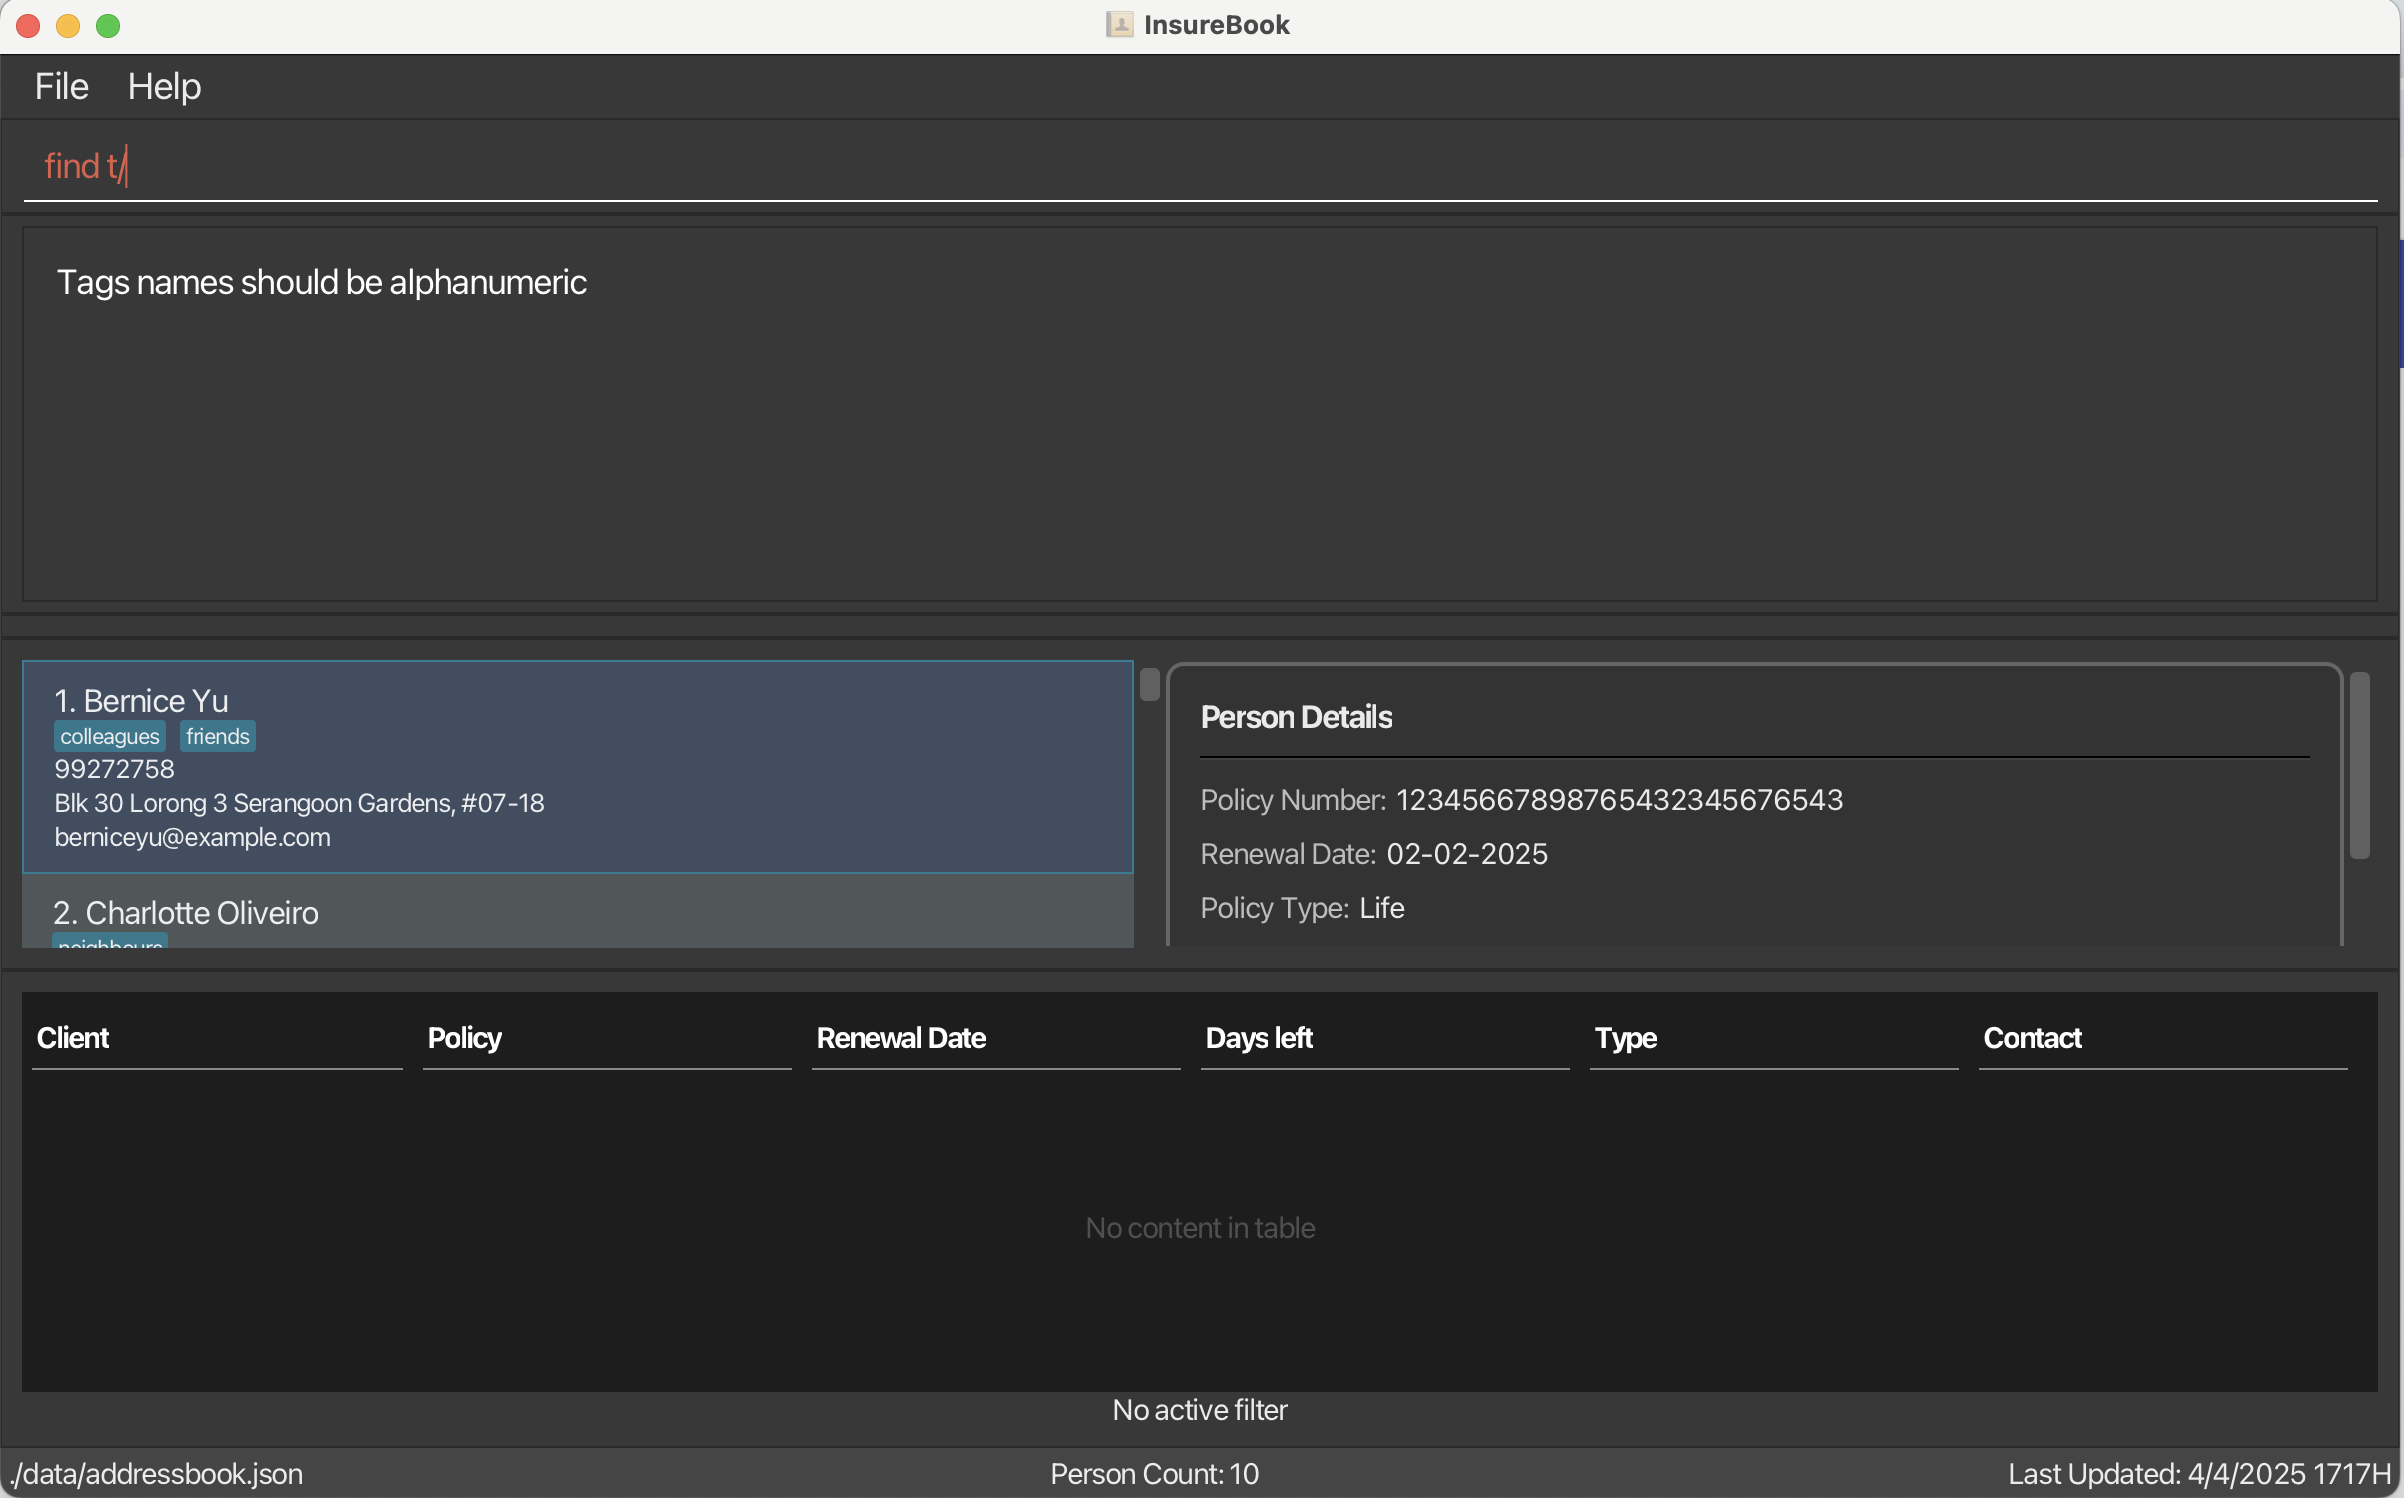 InsureBook
File Help
find t/
Tags names should be alphanumeric
1. Bernice Yu
colleagues friends
99272758
Blk 30 Lorong 3 Serangoon Gardens, #07-18
berniceyu@example.com
2. Charlotte Oliveiro
neighbours
Person Details
Policy Number: 12345667898765432345676543
Renewal Date: 02-02-2025
Policy Type: Life
Client Policy Renewal Date Days left Type Contact
No content in table
No active filter
./data/addressbook.json Person Count: 10 Last Updated: 4/4/2025 1717H